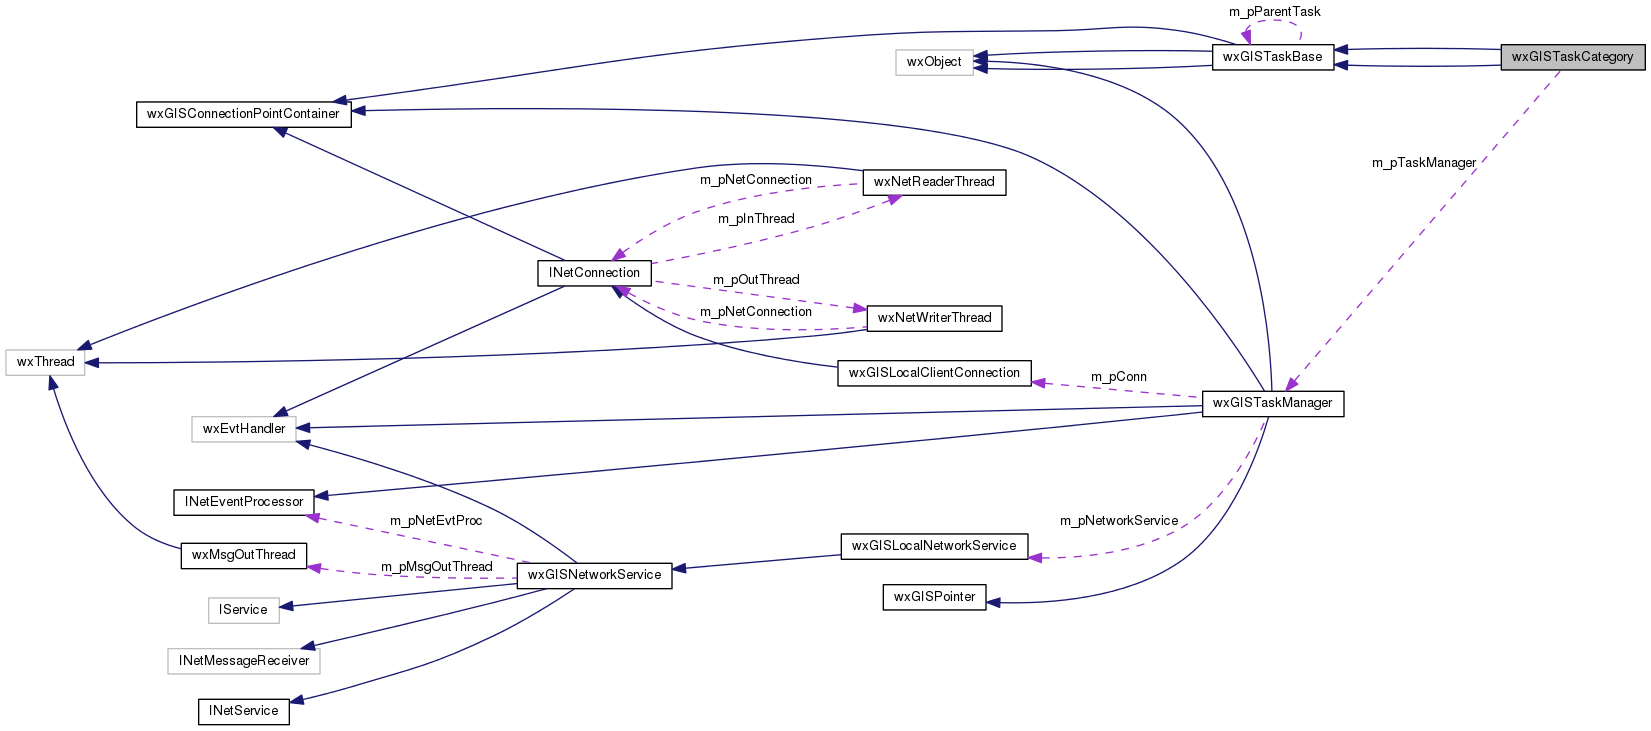 m_pParentTask
wxObject
wxGISTaskBase
wxGISTaskCategory
wxGISConnectionPointContainer
m_pTaskManager
m_pNetConnection
wxNetReaderThread
m_pInThread
INetConnection
m_pOutThread
m_pNetConnection
wxNetWriterThread
wxThread
wxGISLocalClientConnection
m_pConn
wxGISTaskManager
wxEvtHandler
INetEventProcessor
m_pNetEvtProc
m_pNetworkService
wxMsgOutThread
m_pMsgOutThread
wxGISNetworkService
wxGISLocalNetworkService
wxGISPointer
IService
INetMessageReceiver
INetService